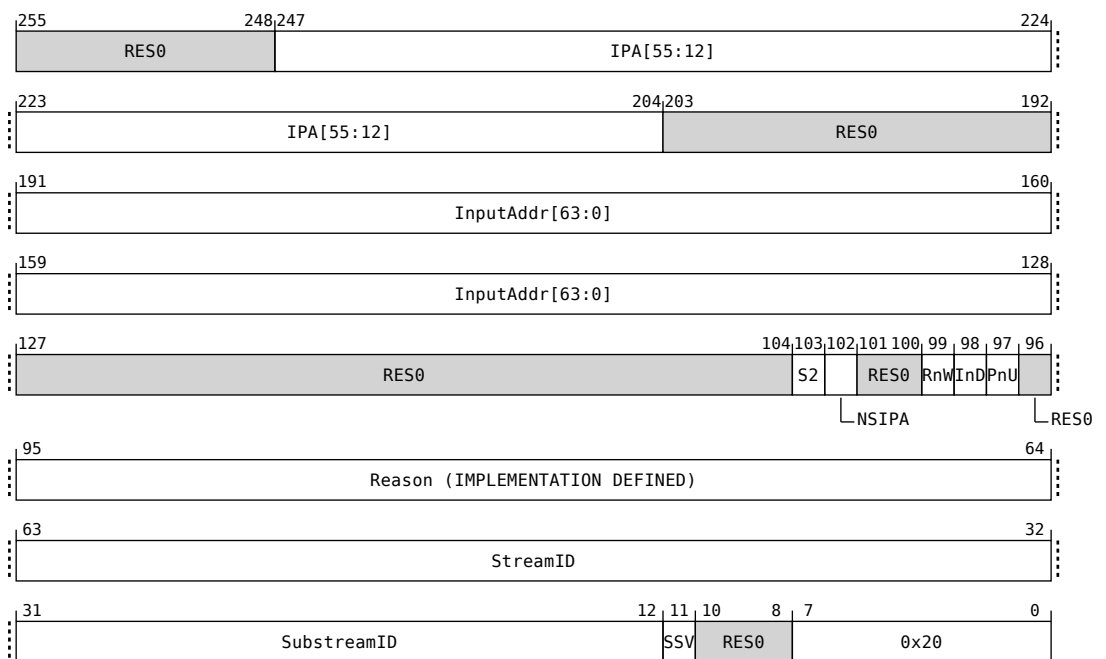 255 248 247 224
RES0 IPA[55:12]
223 204 203 192
IPA[55:12] RES0
191 160
InputAddr[63:0]
159 128
InputAddr[63:0]
127 104 103 102 101 100 99 98 97 96
RES0 S2 RES0 RnW InD PnU
NSIPA RES0
95 64
Reason (IMPLEMENTATION DEFINED)
63 32
StreamID
31 12 11 10 8 7 0
SubstreamID SSV RES0 0x20